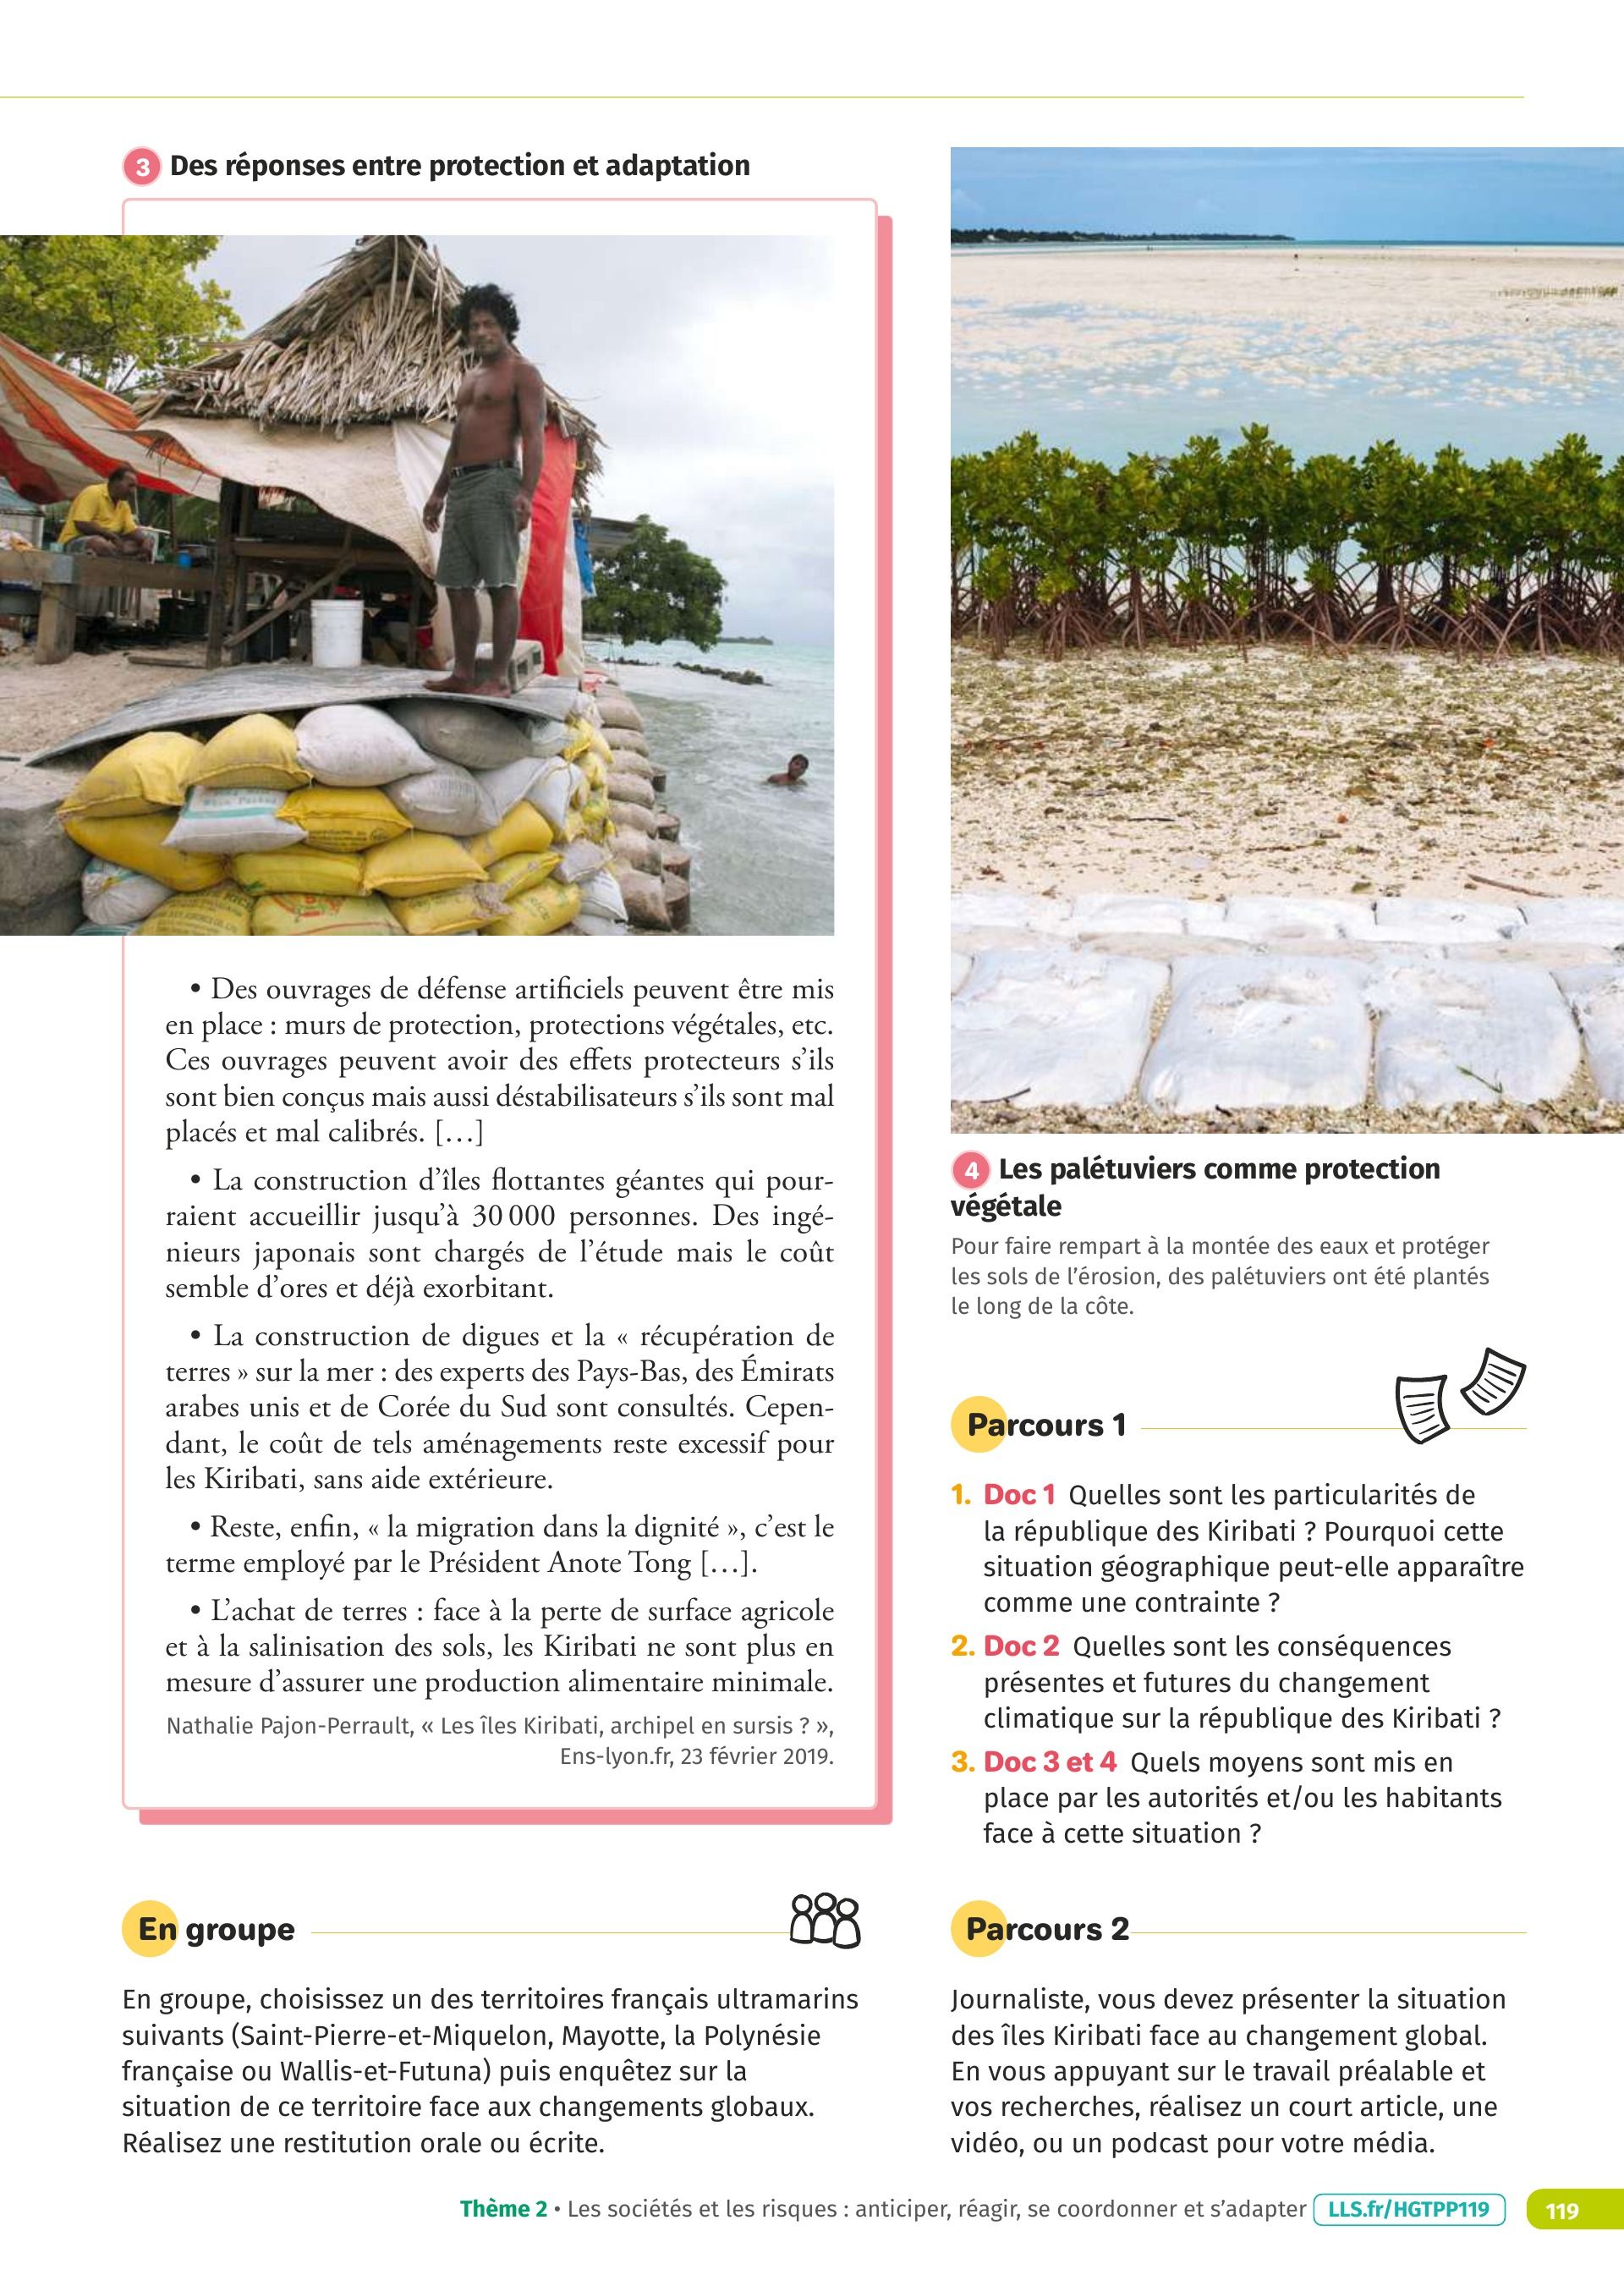 3 Des réponses entre protection et adaptation
• Des ouvrages de défense artificiels peuvent être mis
en place : murs de protection, protections végétales, etc.
Ces ouvrages peuvent avoir des effets protecteurs s’ils
sont bien conçus mais aussi déstabilisateurs s’ils sont mal
placés et mal calibrés. […]
• La construction d’îles flottantes géantes qui pour-
raient accueillir jusqu’à 30 000 personnes. Des ingé-
nieurs japonais sont chargés de l’étude mais le coût
semble d’ores et déjà exorbitant.
• La construction de digues et la « récupération de
terres » sur la mer : des experts des Pays-Bas, des Émirats
arabes unis et de Corée du Sud sont consultés. Cepen-
dant, le coût de tels aménagements reste excessif pour
les Kiribati, sans aide extérieure.
• Reste, enfin, « la migration dans la dignité », c’est le
terme employé par le Président Anote Tong […].
• L’achat de terres : face à la perte de surface agricole
et à la salinisation des sols, les Kiribati ne sont plus en
mesure d’assurer une production alimentaire minimale.
Nathalie Pajon-Perrault, « Les îles Kiribati, archipel en sursis ? »,
Ens-lyon.fr, 23 février 2019.
4 Les palétuviers comme protection
végétale
Pour faire rempart à la montée des eaux et protéger
les sols de l’érosion, des palétuviers ont été plantés
le long de la côte.
Parcours 1
1. Doc 1 Quelles sont les particularités de
la république des Kiribati ? Pourquoi cette
situation géographique peut-elle apparaître
comme une contrainte ?
2. Doc 2 Quelles sont les conséquences
présentes et futures du changement
climatique sur la république des Kiribati ?
3. Doc 3 et 4 Quels moyens sont mis en
place par les autorités et/ou les habitants
face à cette situation ?
En groupe
En groupe, choisissez un des territoires français ultramarins
suivants (Saint-Pierre-et-Miquelon, Mayotte, la Polynésie
française ou Wallis-et-Futuna) puis enquêtez sur la
situation de ce territoire face aux changements globaux.
Réalisez une restitution orale ou écrite.
Parcours 2
Journaliste, vous devez présenter la situation
des îles Kiribati face au changement global.
En vous appuyant sur le travail préalable et
vos recherches, réalisez un court article, une
vidéo, ou un podcast pour votre média.
Thème 2 • Les sociétés et les risques : anticiper, réagir, se coordonner et s’adapter LLS.fr/HGTPP119 119